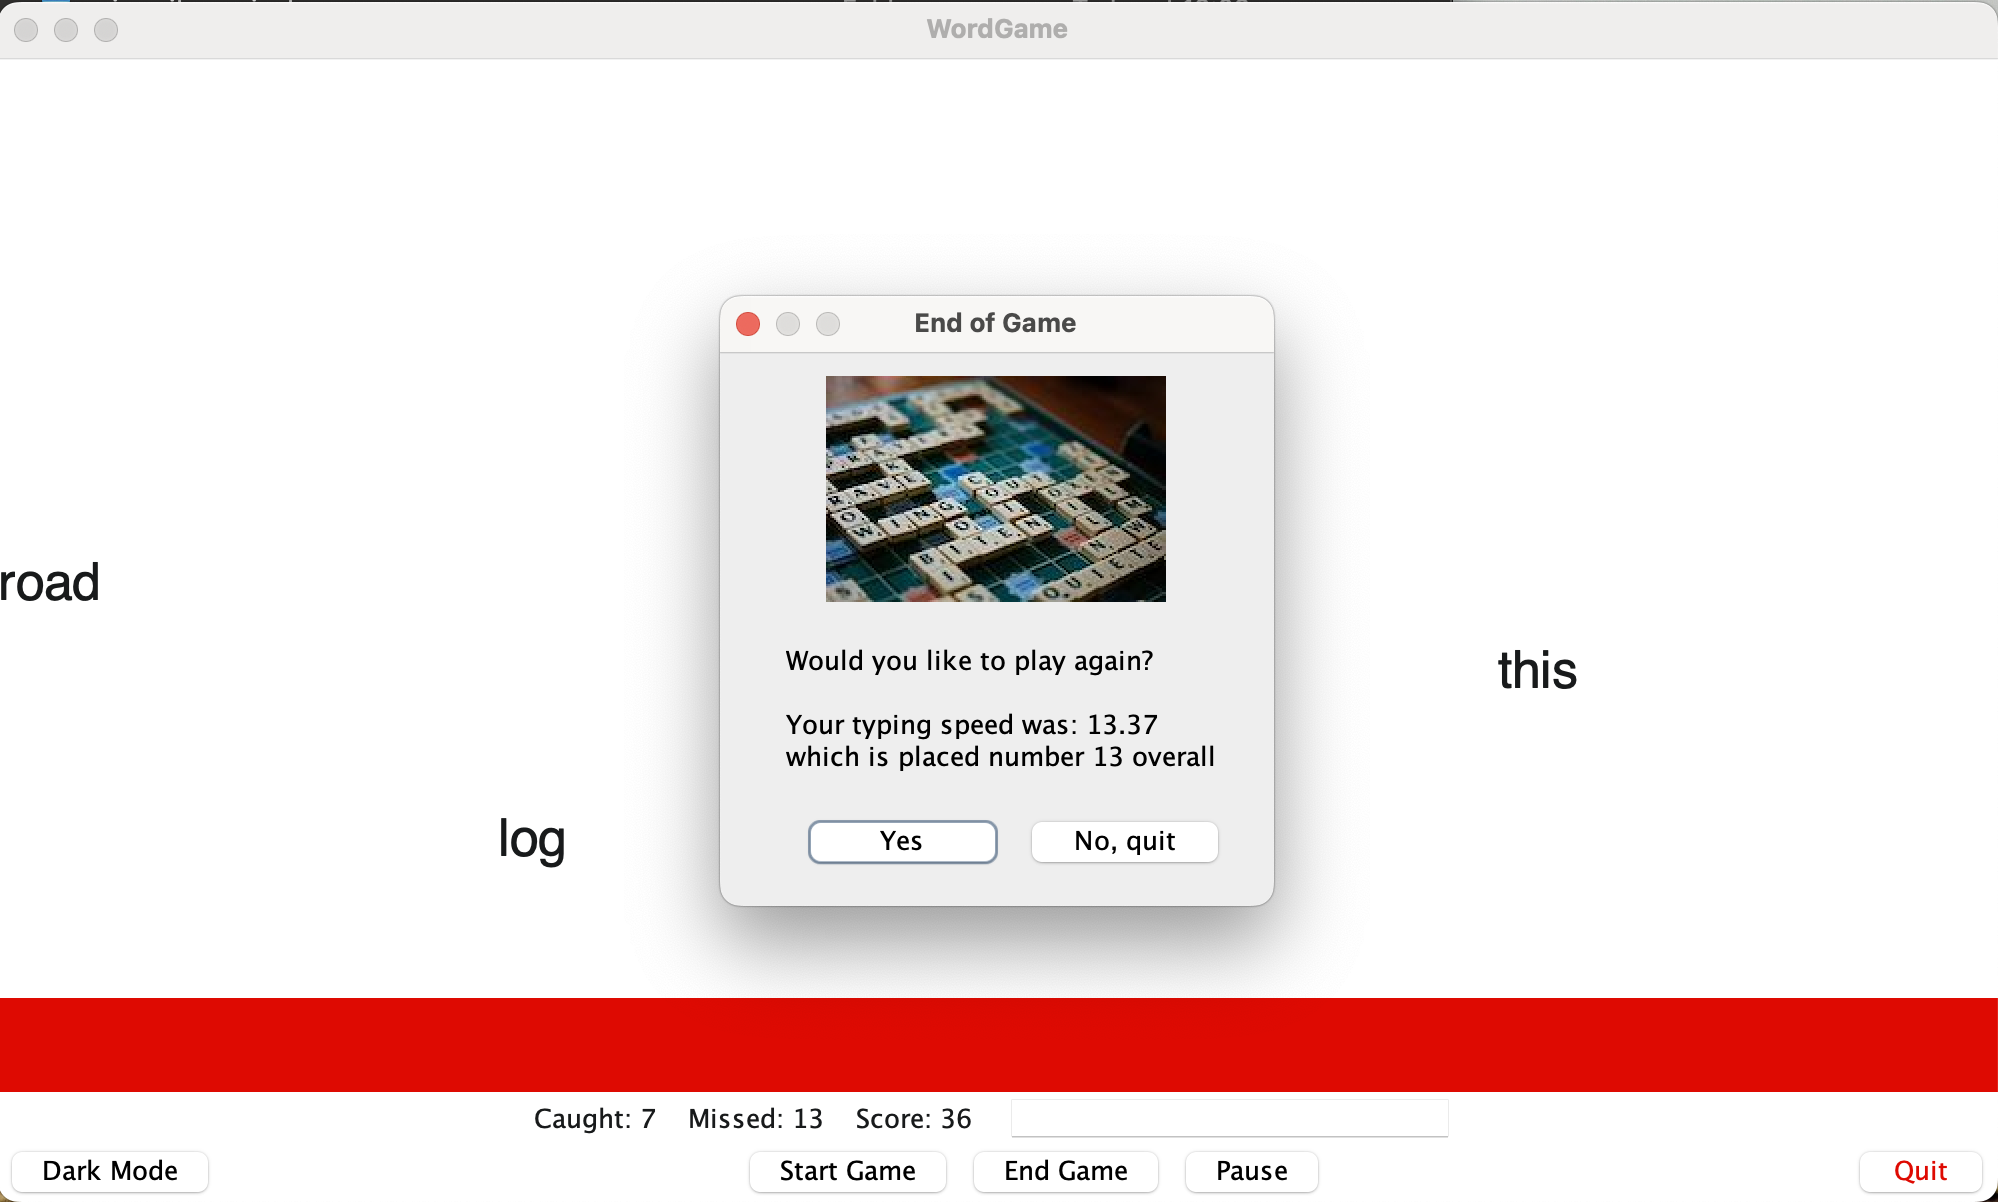 WordGame
End of Game
road
Would you like to play again?
this
Your typing speed was: 13.37
which is placed number 13 overall
log
Yes
No, quit
Caught: 7
Missed: 13
Score: 36
Dark Mode
Start Game
End Game
Pause
Quit